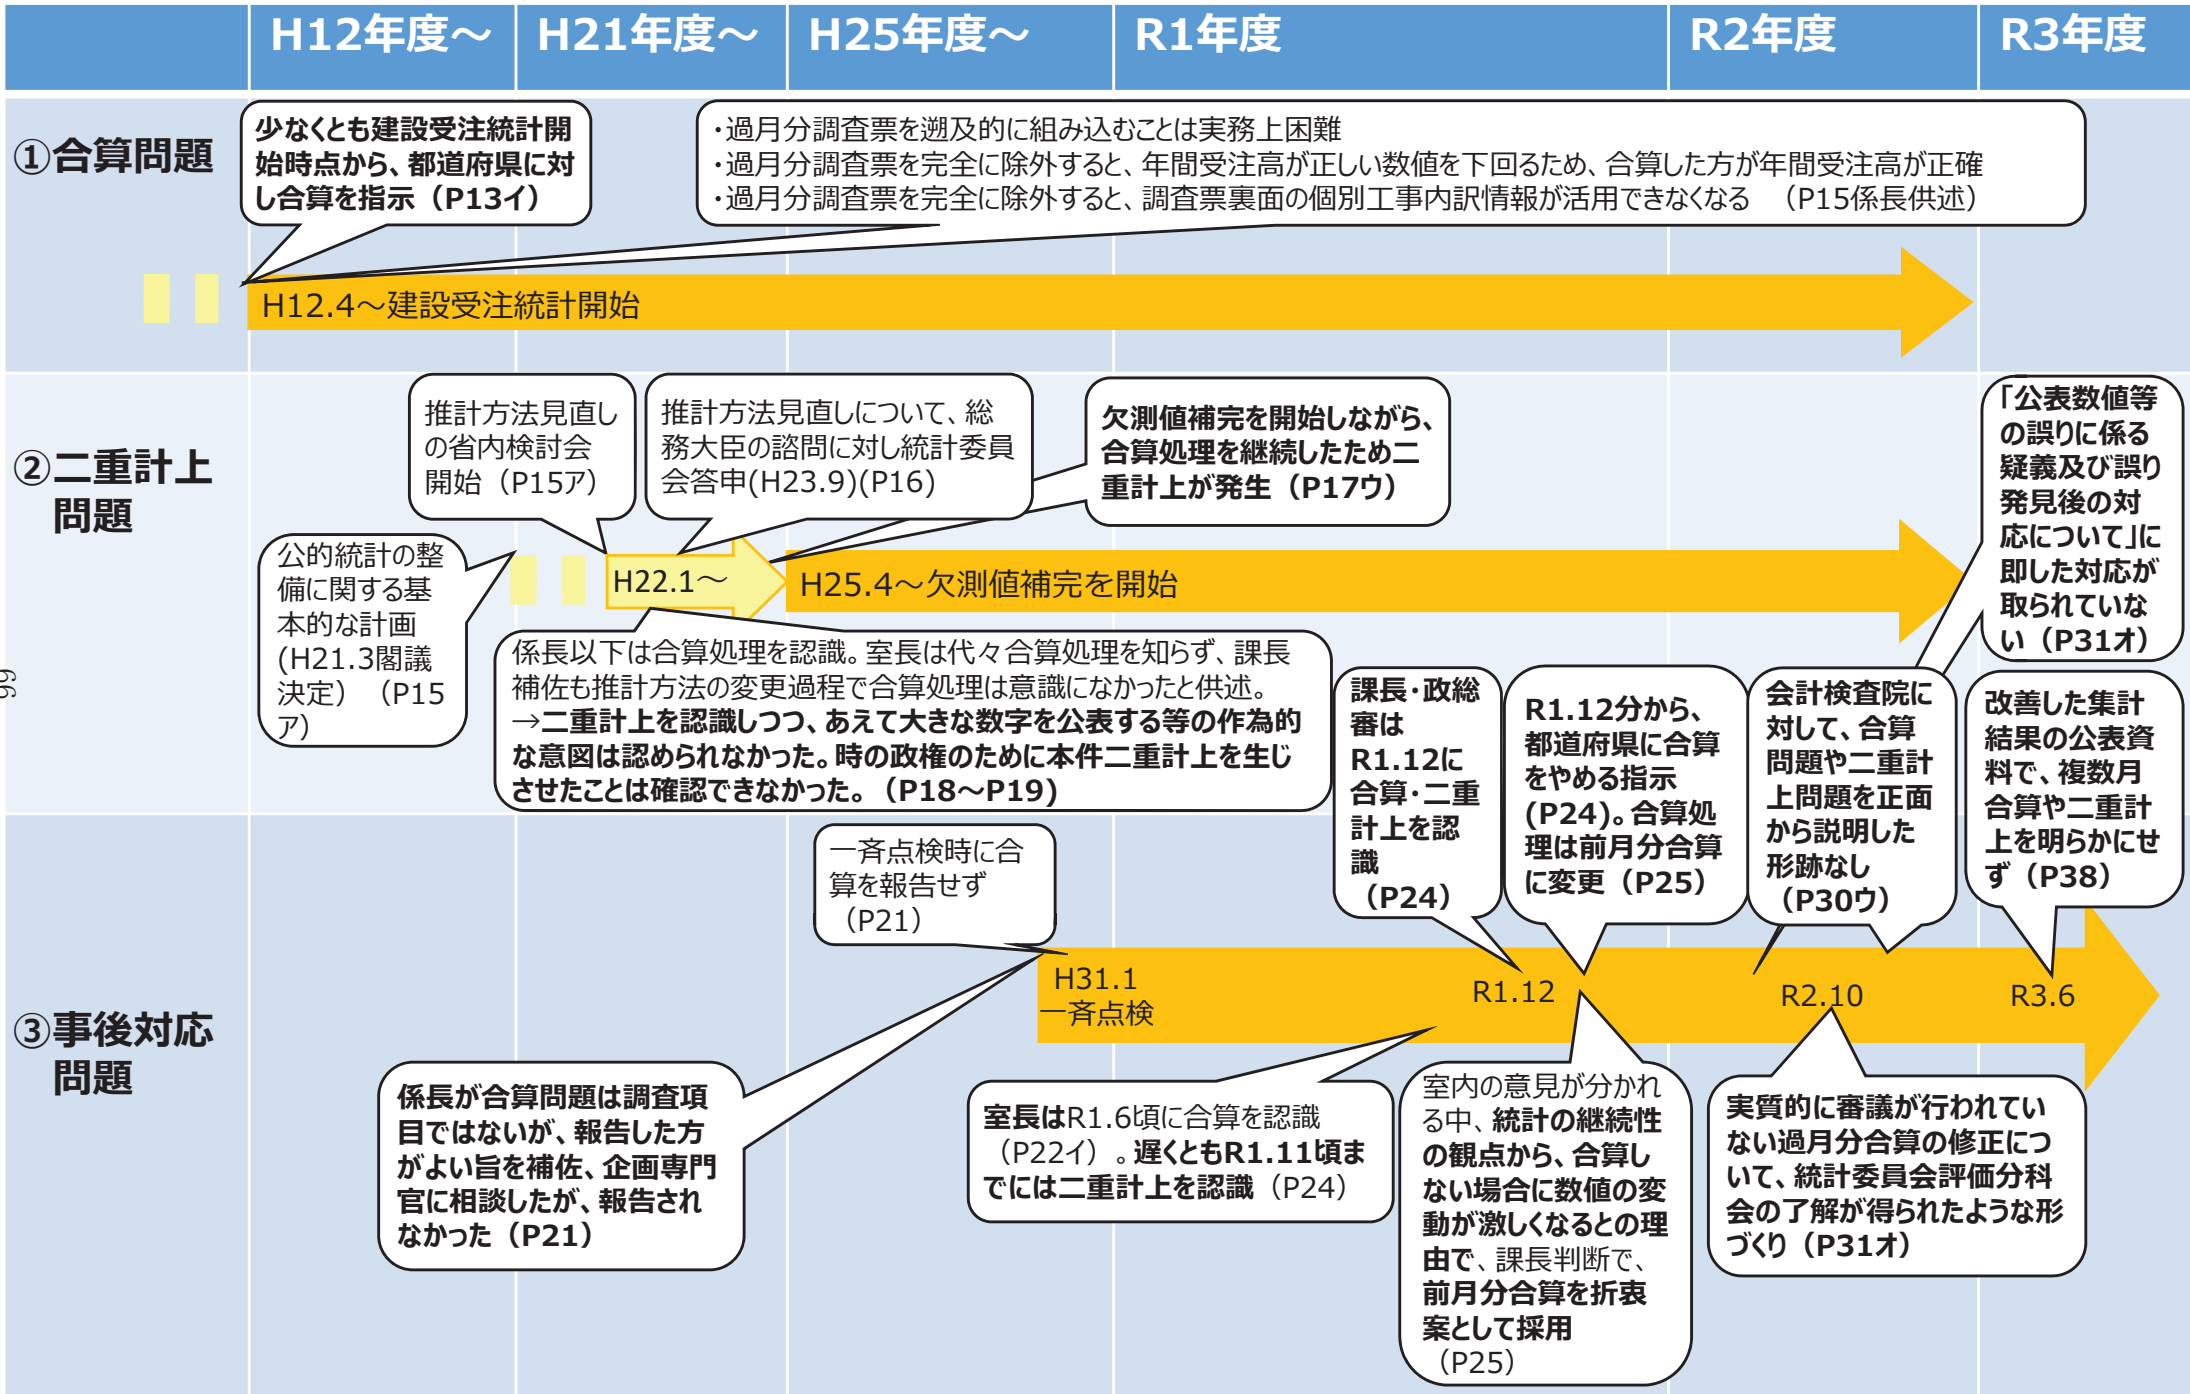 H12年度～
H21年度～
H25年度～
R1年度
R2年度
R3年度
①合算問題
少なくとも建設受注統計開
始時点から、都道府県に対
し合算を指示（P13イ）
・過月分調査票を遡及的に組み込むことは実務上困難
・過月分調査票を完全に除外すると、年間受注高が正しい数値を下回るため、合算した方が年間受注高が正確
・過月分調査票を完全に除外すると、調査票裏面の個別工事内訳情報が活用できなくなる　（P15係長供述）
H12.4～建設受注統計開始
②二重計上
問題
推計方法見直し
の省内検討会
開始（P15ア）
推計方法見直しについて、総
務大臣の諮問に対し統計委員
会答申(H23.9)(P16)
欠測値補完を開始しながら、
合算処理を継続したため二
重計上が発生（P17ウ）
「公表数値等
の誤りに係る
疑義及び誤り
発見後の対
応について」に
即した対応が
取られていな
い（P31オ）
公的統計の整
備に関する基
本的な計画
(H21.3閣議
決定）（P15
ア）
H22.1～
H25.4～欠測値補完を開始
係長以下は合算処理を認識。室長は代々合算処理を知らず、課長
補佐も推計方法の変更過程で合算処理は意識になかったと供述。
→二重計上を認識しつつ、あえて大きな数字を公表する等の作為的
な意図は認められなかった。時の政権のために本件二重計上を生じ
させたことは確認できなかった。（P18～P19)
課長・政総
審は
R1.12に
合算・二重
計上を認
識
（P24）
R1.12分から、
都道府県に合算
をやめる指示
(P24)。合算処
理は前月分合算
に変更（P25）
会計検査院に
対して、合算
問題や二重計
上問題を正面
から説明した
形跡なし
（P30ウ）
改善した集計
結果の公表資
料で、複数月
合算や二重計
上を明らかにせ
ず（P38）
66
③事後対応
問題
一斉点検時に合
算を報告せず
（P21）
H31.1
一斉点検
R1.12
R2.10
R3.6
係長が合算問題は調査項
目ではないが、報告した方
がよい旨を補佐、企画専門
官に相談したが、報告され
なかった（P21）
室長はR1.6頃に合算を認識
（P22イ）。遅くともR1.11頃ま
でには二重計上を認識（P24）
室内の意見が分かれ
る中、統計の継続性
の観点から、合算し
ない場合に数値の変
動が激しくなるとの理
由で、課長判断で、
前月分合算を折衷
案として採用
（P25）
実質的に審議が行われてい
ない過月分合算の修正につ
いて、統計委員会評価分科
会の了解が得られたような形
づくり（P31オ）